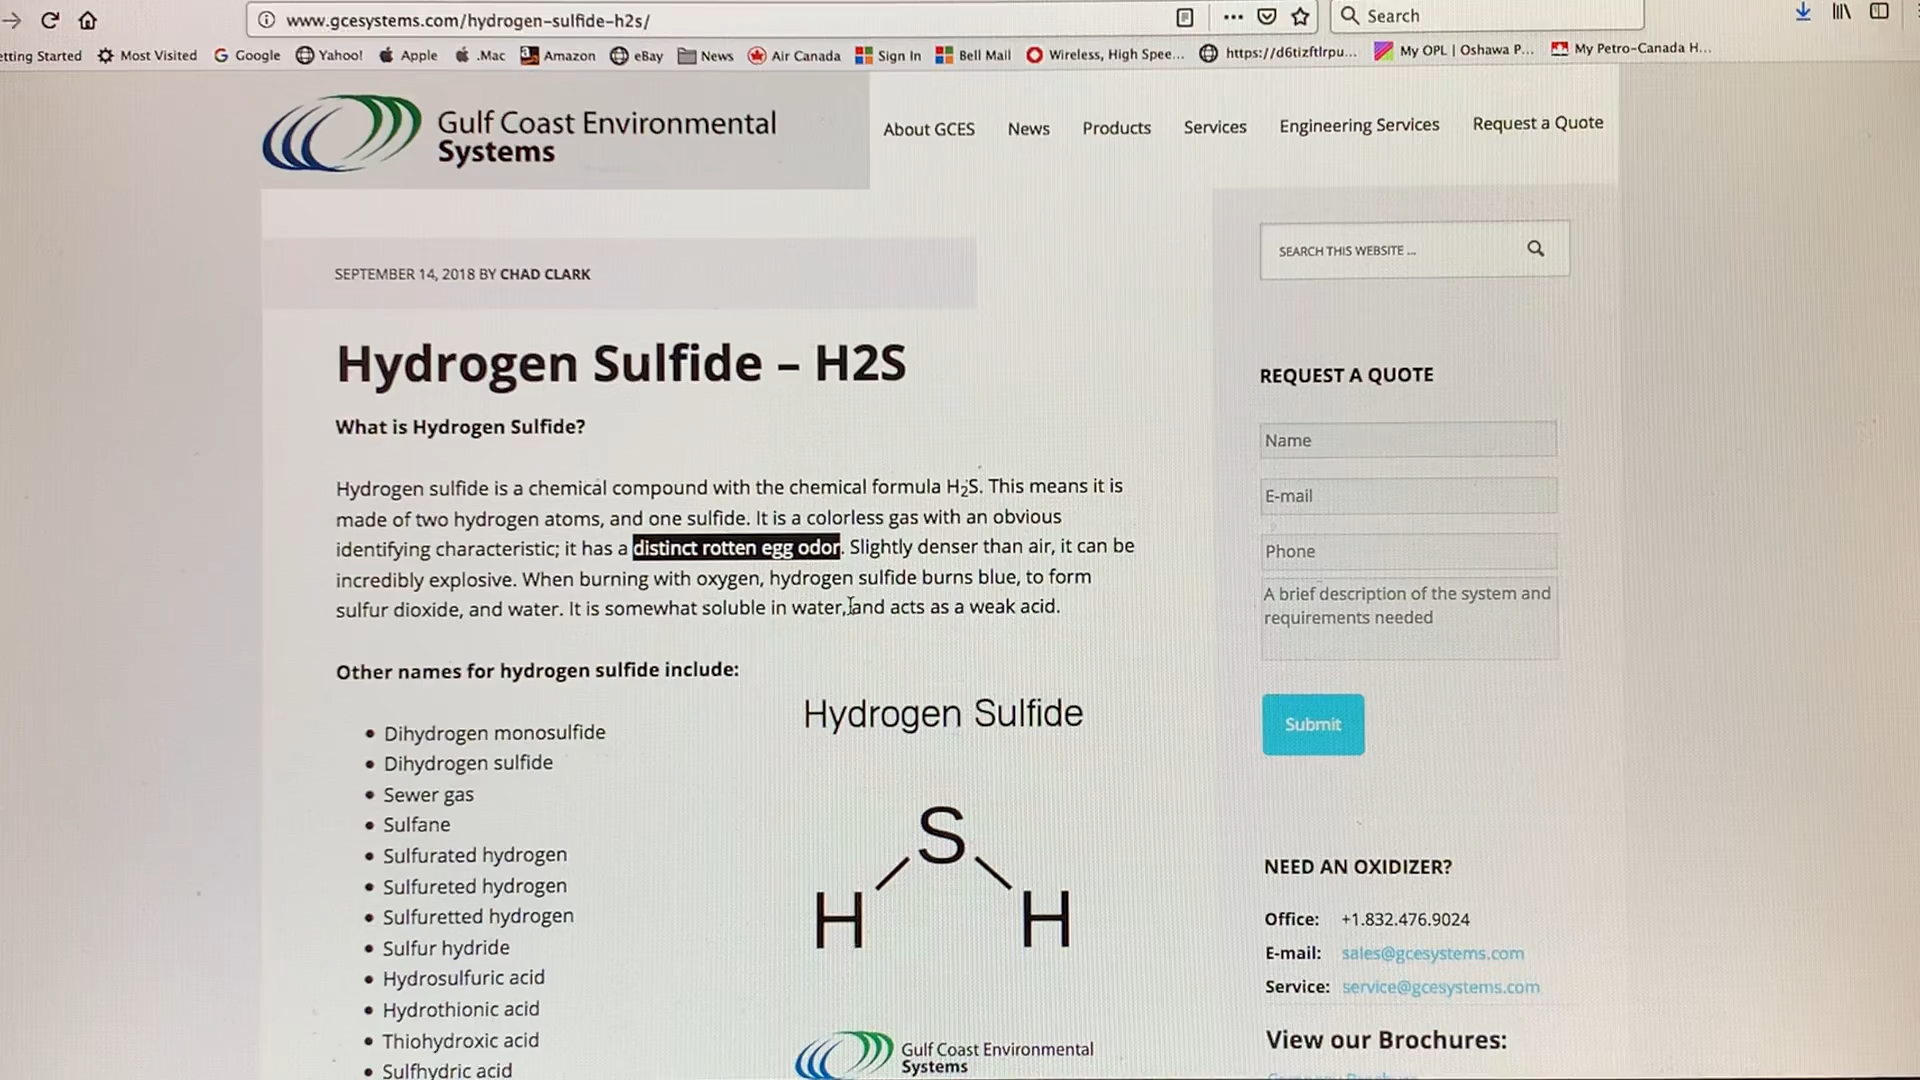 www.gcesystems.com/hydrogen-sulfide-h2s/
Search
etting Started Most Visited Google Yahoo! Apple .Mac Amazon eBay News Air Canada Sign In Bell Mail Wireless, High Spee... https://d6tizftlrpu... My OPL | Oshawa P... My Petro-Canada H...
Gulf Coast Environmental
Systems
About GCES News Products Services Engineering Services Request a Quote
SEARCH THIS WEBSITE ...
SEPTEMBER 14, 2018 BY CHAD CLARK
Hydrogen Sulfide – H2S
What is Hydrogen Sulfide?
Hydrogen sulfide is a chemical compound with the chemical formula H₂S. This means it is
made of two hydrogen atoms, and one sulfide. It is a colorless gas with an obvious
identifying characteristic; it has a distinct rotten egg odor. Slightly denser than air, it can be
incredibly explosive. When burning with oxygen, hydrogen sulfide burns blue, to form
sulfur dioxide, and water. It is somewhat soluble in water, and acts as a weak acid.
Other names for hydrogen sulfide include:
Dihydrogen monosulfide
Dihydrogen sulfide
Sewer gas
Sulfane
Sulfurated hydrogen
Sulfureted hydrogen
Sulfuretted hydrogen
Sulfur hydride
Hydrosulfuric acid
Hydrothionic acid
Thiohydroxic acid
Sulfhydric acid
Hydrogen Sulfide
S
H H
Gulf Coast Environmental
Systems
REQUEST A QUOTE
Name
E-mail
Phone
A brief description of the system and
requirements needed
Submit
NEED AN OXIDIZER?
Office: +1.832.476.9024
E-mail: sales@gcesystems.com
Service: service@gcesystems.com
View our Brochures: